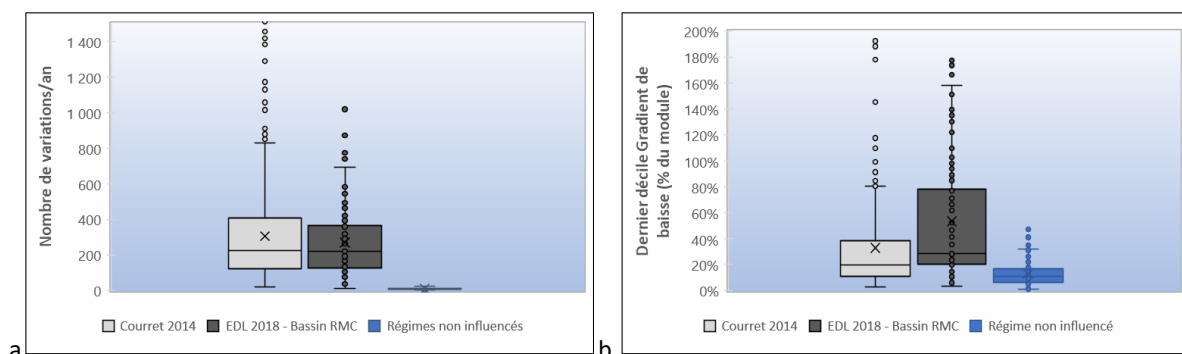 Nombre de variations/an
1 400
1 200
1 000
800
600
400
200
0
Courret 2014
EDL 2018 - Bassin RMC
Régimes non influencés
a
Dernier décile Gradient de
baisse (% du module)
200%
180%
160%
140%
120%
100%
80%
60%
40%
20%
0%
Courret 2014
EDL 2018 - Bassin RMC
Régime non influencé
b